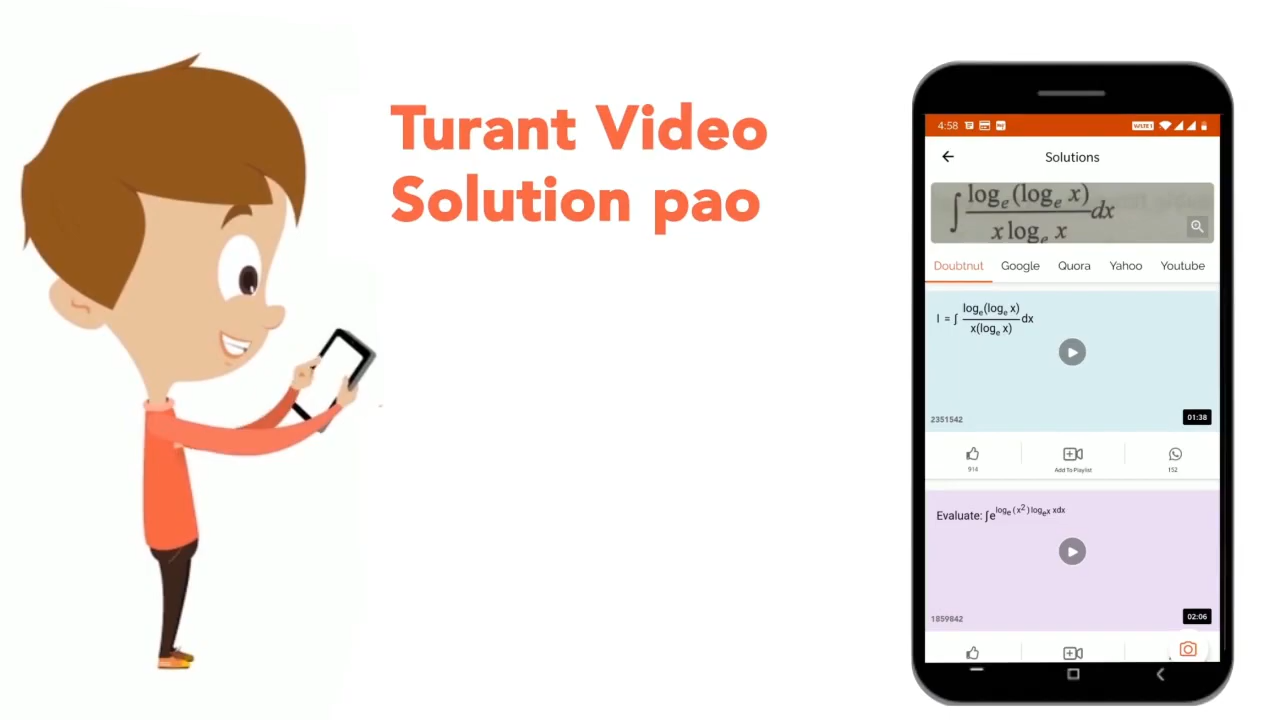 Turant Video
Solution pao
4:58
Solutions
∫ logₑ(logₑ x) / x logₑ x dx
Doubtnut Google Quora Yahoo Youtube
I = ∫ logₑ(logₑ x) / x(logₑ x) dx
2351542 01:38
914 Add To Playlist 152
Evaluate: ∫e^logₑ(x²)logₑx xdx
1859842 02:06